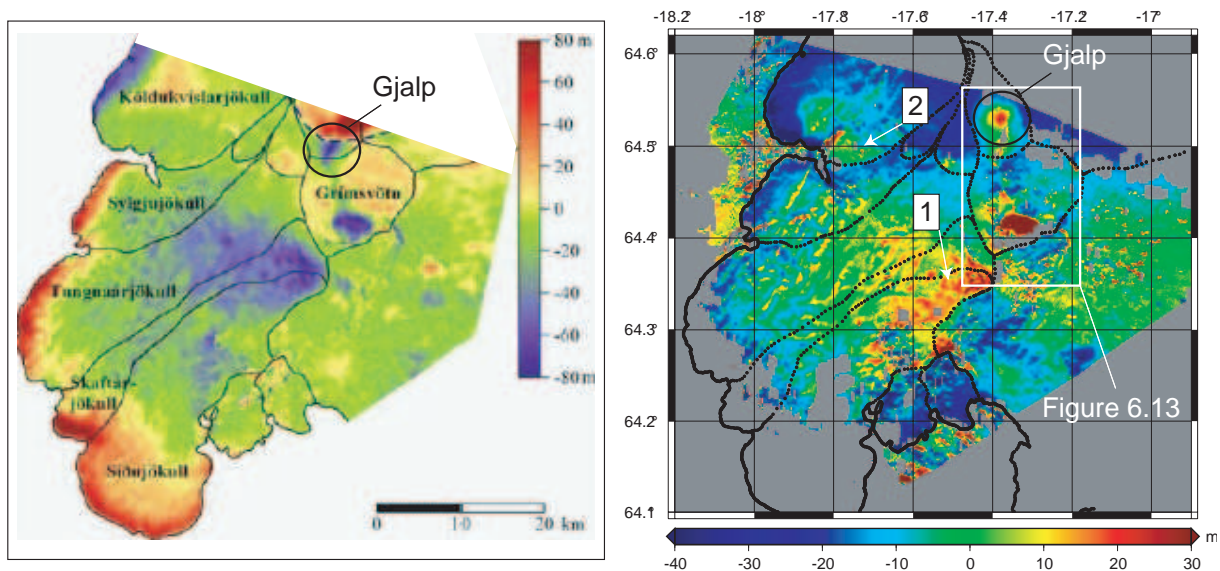 80 m
60
40
20
0
-20
-40
-60
-80 m
Gjalp
Köldukvíslarjökull
Grímsvötn
Sylgjujökull
Tungnaárjökull
Skaftár-
jökull
Síðujökull
0 10 20 km
-18.2° -18° -17.8° -17.6° -17.4° -17.2° -17°
64.6°
64.5°
64.4°
64.3°
64.2°
64.1°
Gjalp
2
1
Figure 6.13
-40 -30 -20 -10 0 10 20 30
m